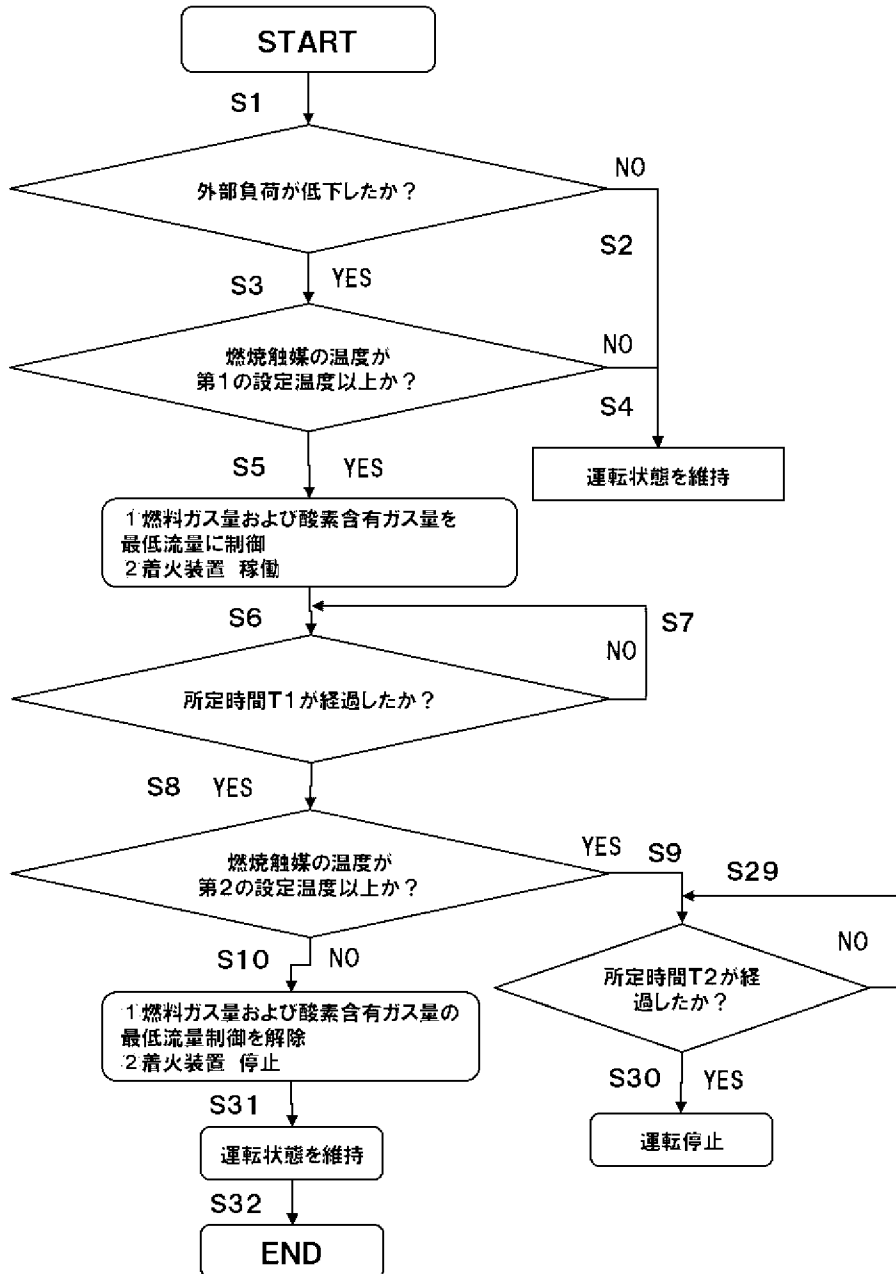 START
S1
外部負荷が低下したか？
NO
S2
S3
YES
燃焼触媒の温度が
第１の設定温度以上か？
NO
S4
運転状態を維持
S5
YES
1 燃料ガス量および酸素含有ガス量を
最低流量に制御
2 着火装置 稼働
S6
S7
NO
所定時間Ｔ１が経過したか？
S8
YES
燃焼触媒の温度が
第２の設定温度以上か？
YES
S9
S29
NO
所定時間Ｔ２が経
過したか？
S10
NO
1 燃料ガス量および酸素含有ガス量の
最低流量制御を解除
2 着火装置 停止
S30
YES
運転停止
S31
運転状態を維持
S32
END